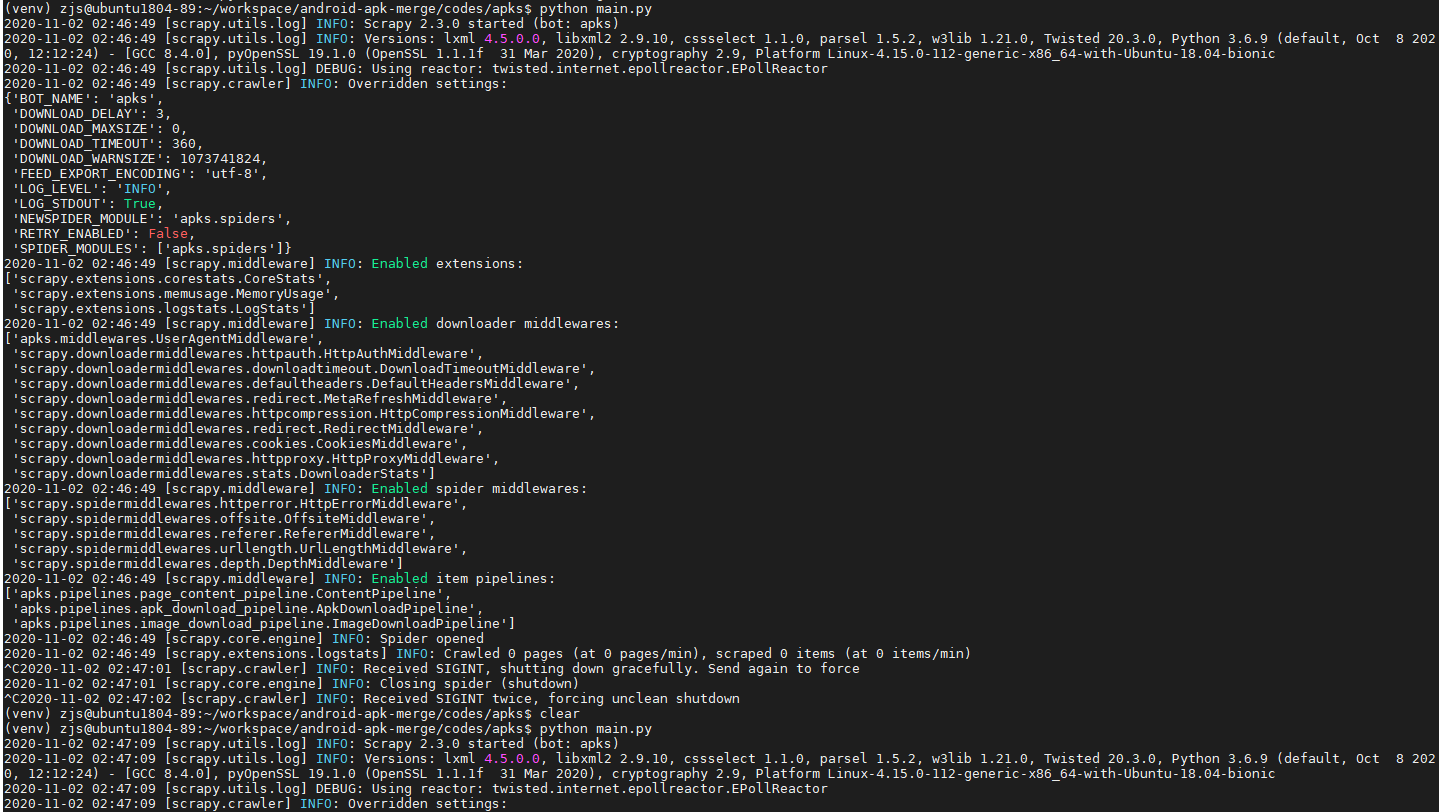 (venv) zjs@ubuntu1804-89:~/workspace/android-apk-merge/codes/apks$ python main.py
2020-11-02 02:46:49 [scrapy.utils.log] INFO: Scrapy 2.3.0 started (bot: apks)
2020-11-02 02:46:49 [scrapy.utils.log] INFO: Versions: lxml 4.5.0.0, libxml2 2.9.10, cssselect 1.1.0, parsel 1.5.2, w3lib 1.21.0, Twisted 20.3.0, Python 3.6.9 (default, Oct  8 202
0, 12:12:24) - [GCC 8.4.0], pyOpenSSL 19.1.0 (OpenSSL 1.1.1f  31 Mar 2020), cryptography 2.9, Platform Linux-4.15.0-112-generic-x86_64-with-Ubuntu-18.04-bionic
2020-11-02 02:46:49 [scrapy.utils.log] DEBUG: Using reactor: twisted.internet.epollreactor.EPollReactor
2020-11-02 02:46:49 [scrapy.crawler] INFO: Overridden settings:
{'BOT_NAME': 'apks',
 'DOWNLOAD_DELAY': 3,
 'DOWNLOAD_MAXSIZE': 0,
 'DOWNLOAD_TIMEOUT': 360,
 'DOWNLOAD_WARNSIZE': 1073741824,
 'FEED_EXPORT_ENCODING': 'utf-8',
 'LOG_LEVEL': 'INFO',
 'LOG_STDOUT': True,
 'NEWSPIDER_MODULE': 'apks.spiders',
 'RETRY_ENABLED': False,
 'SPIDER_MODULES': ['apks.spiders']}
2020-11-02 02:46:49 [scrapy.middleware] INFO: Enabled extensions:
['scrapy.extensions.corestats.CoreStats',
 'scrapy.extensions.memusage.MemoryUsage',
 'scrapy.extensions.logstats.LogStats']
2020-11-02 02:46:49 [scrapy.middleware] INFO: Enabled downloader middlewares:
['apks.middlewares.UserAgentMiddleware',
 'scrapy.downloadermiddlewares.httpauth.HttpAuthMiddleware',
 'scrapy.downloadermiddlewares.downloadtimeout.DownloadTimeoutMiddleware',
 'scrapy.downloadermiddlewares.defaultheaders.DefaultHeadersMiddleware',
 'scrapy.downloadermiddlewares.redirect.MetaRefreshMiddleware',
 'scrapy.downloadermiddlewares.httpcompression.HttpCompressionMiddleware',
 'scrapy.downloadermiddlewares.redirect.RedirectMiddleware',
 'scrapy.downloadermiddlewares.cookies.CookiesMiddleware',
 'scrapy.downloadermiddlewares.httpproxy.HttpProxyMiddleware',
 'scrapy.downloadermiddlewares.stats.DownloaderStats']
2020-11-02 02:46:49 [scrapy.middleware] INFO: Enabled spider middlewares:
['scrapy.spidermiddlewares.httperror.HttpErrorMiddleware',
 'scrapy.spidermiddlewares.offsite.OffsiteMiddleware',
 'scrapy.spidermiddlewares.referer.RefererMiddleware',
 'scrapy.spidermiddlewares.urllength.UrlLengthMiddleware',
 'scrapy.spidermiddlewares.depth.DepthMiddleware']
2020-11-02 02:46:49 [scrapy.middleware] INFO: Enabled item pipelines:
['apks.pipelines.page_content_pipeline.ContentPipeline',
 'apks.pipelines.apk_download_pipeline.ApkDownloadPipeline',
 'apks.pipelines.image_download_pipeline.ImageDownloadPipeline']
2020-11-02 02:46:49 [scrapy.core.engine] INFO: Spider opened
2020-11-02 02:46:49 [scrapy.extensions.logstats] INFO: Crawled 0 pages (at 0 pages/min), scraped 0 items (at 0 items/min)
^C2020-11-02 02:47:01 [scrapy.crawler] INFO: Received SIGINT, shutting down gracefully. Send again to force
2020-11-02 02:47:01 [scrapy.core.engine] INFO: Closing spider (shutdown)
^C2020-11-02 02:47:02 [scrapy.crawler] INFO: Received SIGINT twice, forcing unclean shutdown
(venv) zjs@ubuntu1804-89:~/workspace/android-apk-merge/codes/apks$ clear
(venv) zjs@ubuntu1804-89:~/workspace/android-apk-merge/codes/apks$ python main.py
2020-11-02 02:47:09 [scrapy.utils.log] INFO: Scrapy 2.3.0 started (bot: apks)
2020-11-02 02:47:09 [scrapy.utils.log] INFO: Versions: lxml 4.5.0.0, libxml2 2.9.10, cssselect 1.1.0, parsel 1.5.2, w3lib 1.21.0, Twisted 20.3.0, Python 3.6.9 (default, Oct  8 202
0, 12:12:24) - [GCC 8.4.0], pyOpenSSL 19.1.0 (OpenSSL 1.1.1f  31 Mar 2020), cryptography 2.9, Platform Linux-4.15.0-112-generic-x86_64-with-Ubuntu-18.04-bionic
2020-11-02 02:47:09 [scrapy.utils.log] DEBUG: Using reactor: twisted.internet.epollreactor.EPollReactor
2020-11-02 02:47:09 [scrapy.crawler] INFO: Overridden settings: